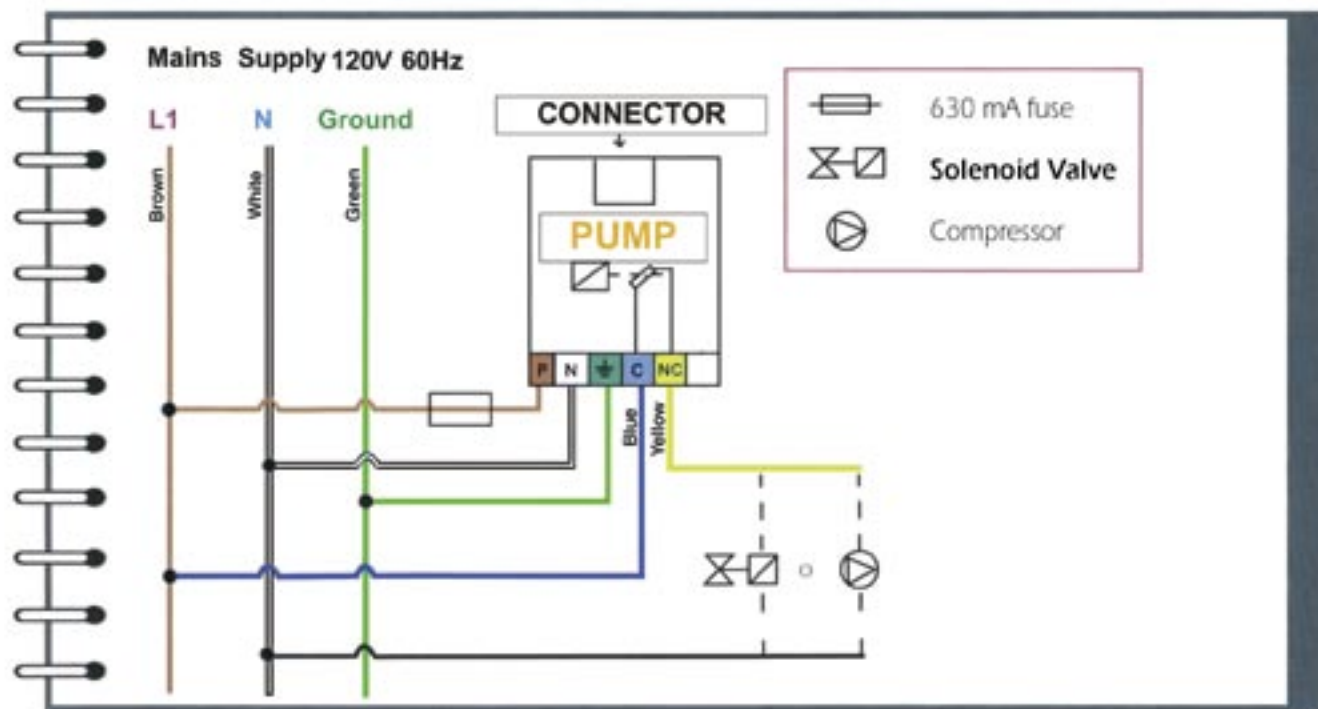 Mains Supply 120V 60Hz
L1 N Ground
Brown
White
Green
CONNECTOR
PUMP
P N C NC
Blue
Yellow
630 mA fuse
Solenoid Valve
Compressor
o